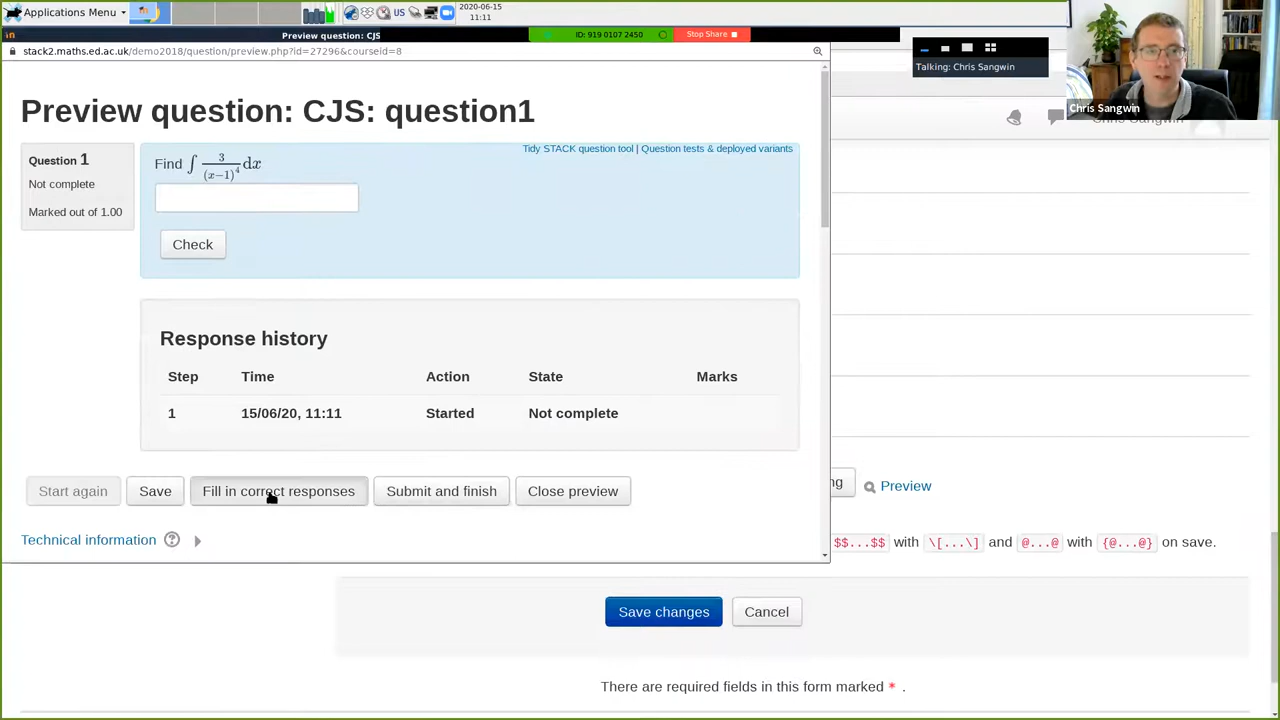 Applications Menu
US
2020-06-15
11:11
Preview question: CJS
ID: 919 0107 2450
Stop Share
stack2.maths.ed.ac.uk/demo2018/question/preview.php?id=27296&courseid=8
Talking: Chris Sangwin
Chris Sangwin
Preview question: CJS: question1
Question 1
Not complete
Marked out of 1.00
Tidy STACK question tool | Question tests & deployed variants
Find ∫ 3/(x−1)⁴ dx
Check
Response history
Step Time Action State Marks
1 15/06/20, 11:11 Started Not complete
Start again
Save
Fill in correct responses
Submit and finish
Close preview
Technical information
ng
Preview
$$...$$ with \[...\] and @...@ with {@...@} on save.
Save changes
Cancel
There are required fields in this form marked * .